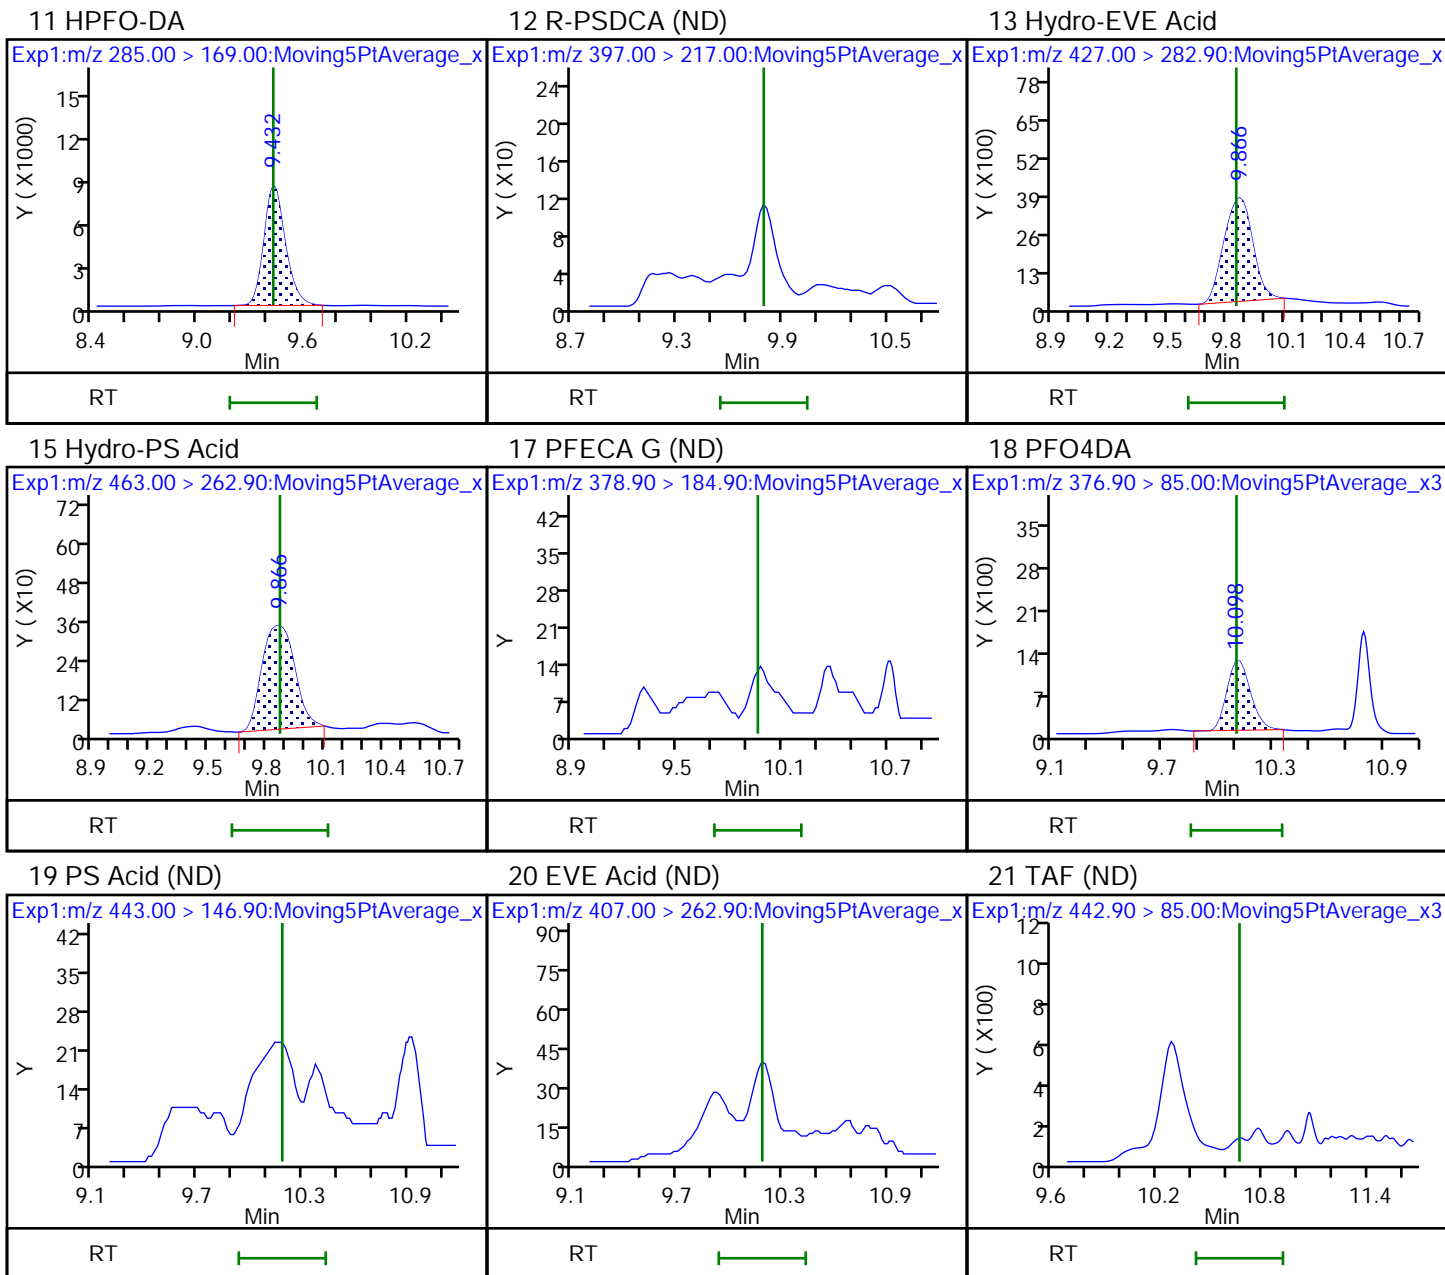 11 HPFO-DA
Exp1:m/z 285.00 > 169.00:Moving5PtAverage_x
Y ( X1000)
15
12
9
6
3
0
9.432
8.4 9.0 9.6 10.2
Min
RT
12 R-PSDCA (ND)
Exp1:m/z 397.00 > 217.00:Moving5PtAverage_x
Y ( X10)
24
20
16
12
8
4
0
8.7 9.3 9.9 10.5
Min
RT
13 Hydro-EVE Acid
Exp1:m/z 427.00 > 282.90:Moving5PtAverage_x
Y ( X100)
78
65
52
39
26
13
0
9.866
8.9 9.2 9.5 9.8 10.1 10.4 10.7
Min
RT
15 Hydro-PS Acid
Exp1:m/z 463.00 > 262.90:Moving5PtAverage_x
Y ( X10)
72
60
48
36
24
12
0
9.866
8.9 9.2 9.5 9.8 10.1 10.4 10.7
Min
RT
17 PFECA G (ND)
Exp1:m/z 378.90 > 184.90:Moving5PtAverage_x
Y
42
35
28
21
14
7
0
8.9 9.5 10.1 10.7
Min
RT
18 PFO4DA
Exp1:m/z 376.90 > 85.00:Moving5PtAverage_x3
Y ( X100)
35
28
21
14
7
0
10.098
9.1 9.7 10.3 10.9
Min
RT
19 PS Acid (ND)
Exp1:m/z 443.00 > 146.90:Moving5PtAverage_x
Y
42
35
28
21
14
7
0
9.1 9.7 10.3 10.9
Min
RT
20 EVE Acid (ND)
Exp1:m/z 407.00 > 262.90:Moving5PtAverage_x
Y
90
75
60
45
30
15
0
9.1 9.7 10.3 10.9
Min
RT
21 TAF (ND)
Exp1:m/z 442.90 > 85.00:Moving5PtAverage_x3
Y ( X100)
12
10
8
6
4
2
0
9.6 10.2 10.8 11.4
Min
RT